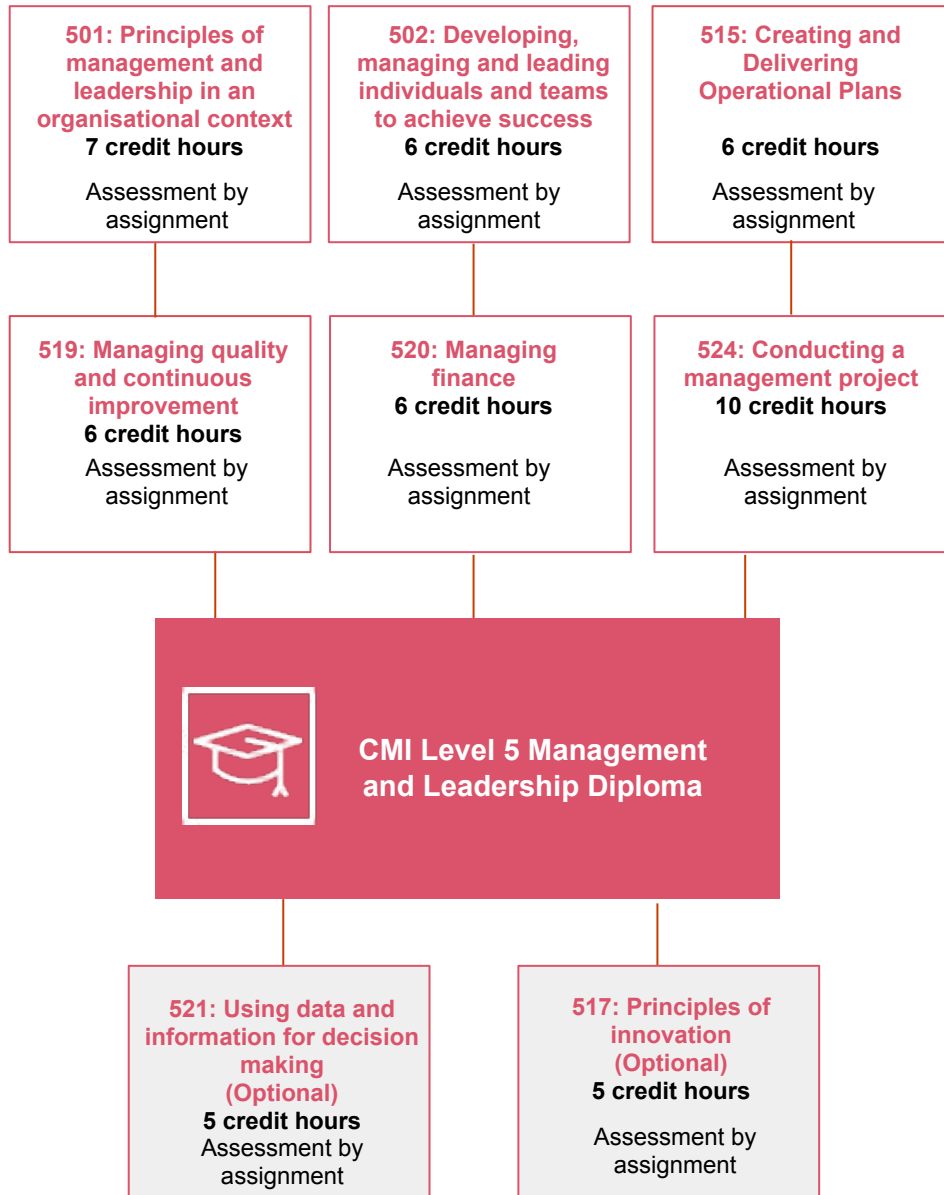 501: Principles of
management and
leadership in an
organisational context
7 credit hours
Assessment by
assignment
502: Developing,
managing and leading
individuals and teams
to achieve success
6 credit hours
Assessment by
assignment
515: Creating and
Delivering
Operational Plans
6 credit hours
Assessment by
assignment
519: Managing quality
and continuous
improvement
6 credit hours
Assessment by
assignment
520: Managing
finance
6 credit hours
Assessment by
assignment
524: Conducting a
management project
10 credit hours
Assessment by
assignment
CMI Level 5 Management
and Leadership Diploma
521: Using data and
information for decision
making
(Optional)
5 credit hours
Assessment by
assignment
517: Principles of
innovation
(Optional)
5 credit hours
Assessment by
assignment